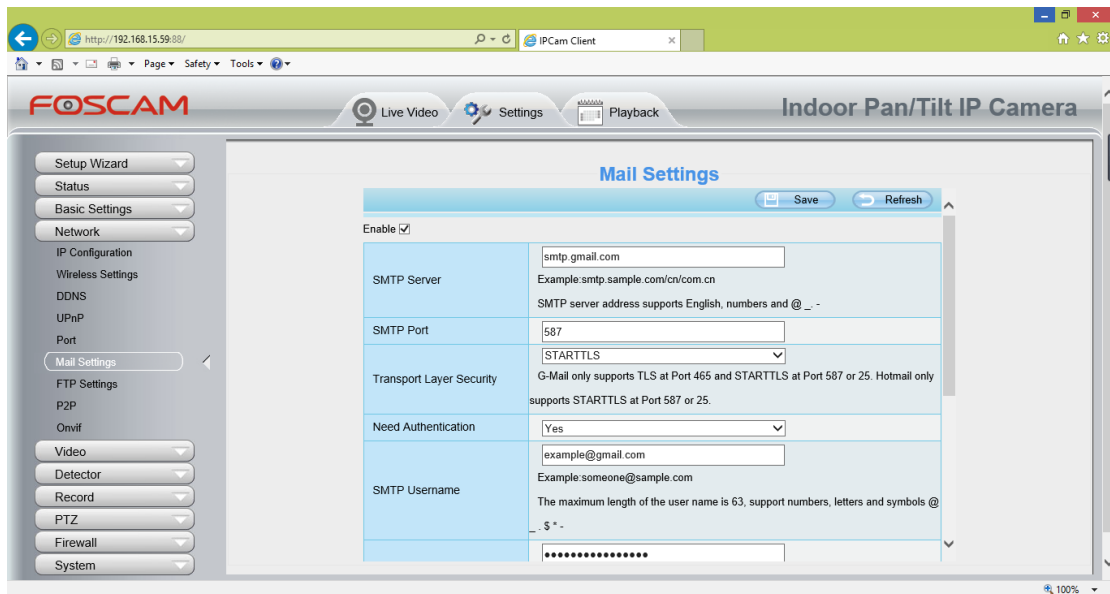 http://192.168.15.59:88/
IPCam Client
Page Safety Tools
FOSCAM
Live Video
Settings
Playback
Indoor Pan/Tilt IP Camera
Setup Wizard
Status
Basic Settings
Network
IP Configuration
Wireless Settings
DDNS
UPnP
Port
Mail Settings
FTP Settings
P2P
Onvif
Video
Detector
Record
PTZ
Firewall
System
Mail Settings
Save Refresh
Enable
SMTP Server
smtp.gmail.com
Example:smtp.sample.com/cn/com.cn
SMTP server address supports English, numbers and @ _. -
SMTP Port
587
Transport Layer Security
STARTTLS
G-Mail only supports TLS at Port 465 and STARTTLS at Port 587 or 25. Hotmail only
supports STARTTLS at Port 587 or 25.
Need Authentication
Yes
SMTP Username
example@gmail.com
Example:someone@sample.com
The maximum length of the user name is 63, support numbers, letters and symbols @
_ . $ * -
••••••••••••••••
100%